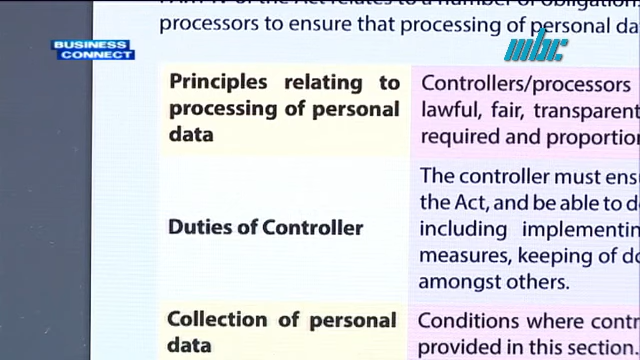 processors to ensure that processing of personal da
BUSINESS
CONNECT
mbc
Principles relating to
processing of personal
data
Controllers/processors
lawful, fair, transparent
required and proportion
Duties of Controller
The controller must ens
the Act, and be able to d
including implementin
measures, keeping of do
amongst others.
Collection of personal
data
Conditions where contr
provided in this section.